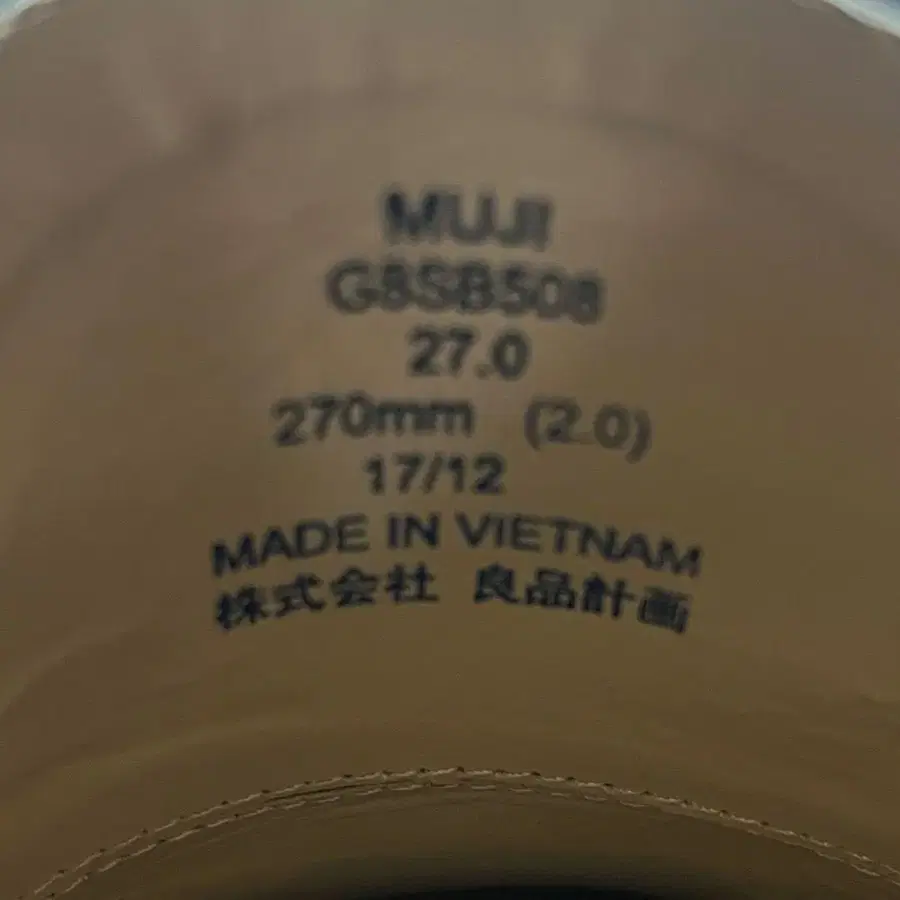 MUJI
G8SB508
27.0
270mm (2.0)
17/12
MADE IN VIETNAM
株式会社 良品計画